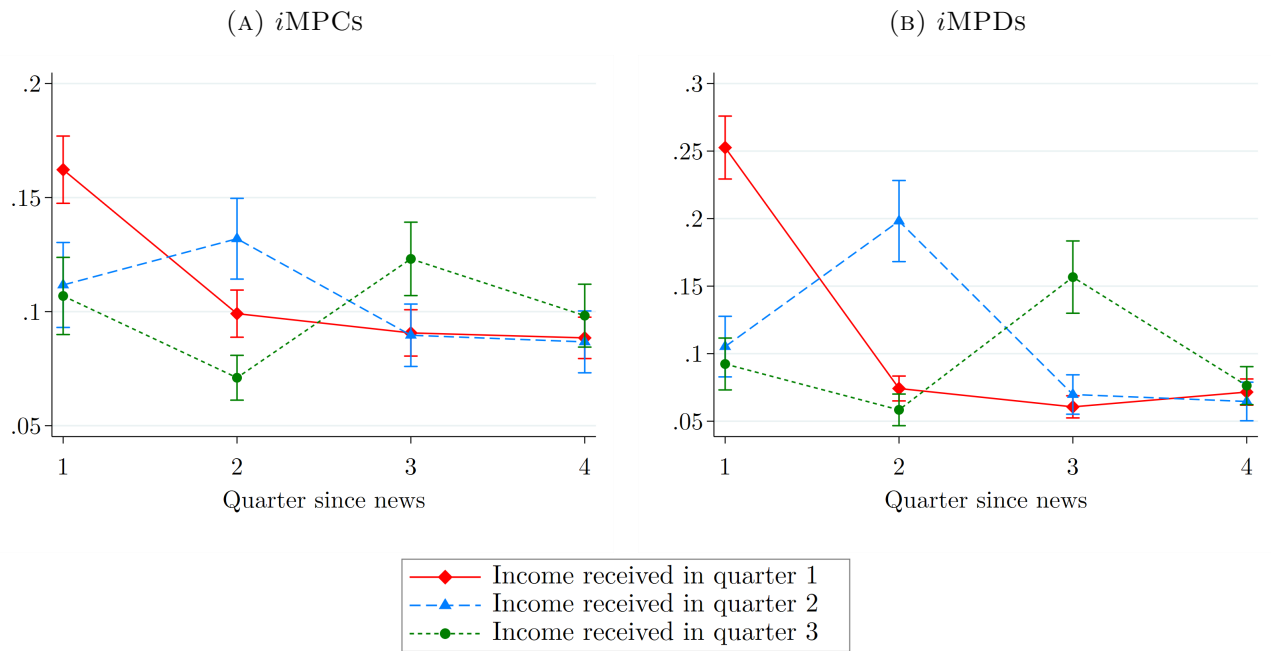 (A) iMPCs
.2
.15
.1
.05
1 2 3 4
Quarter since news
(B) iMPDs
.3
.25
.2
.15
.1
.05
1 2 3 4
Quarter since news
Income received in quarter 1
Income received in quarter 2
Income received in quarter 3